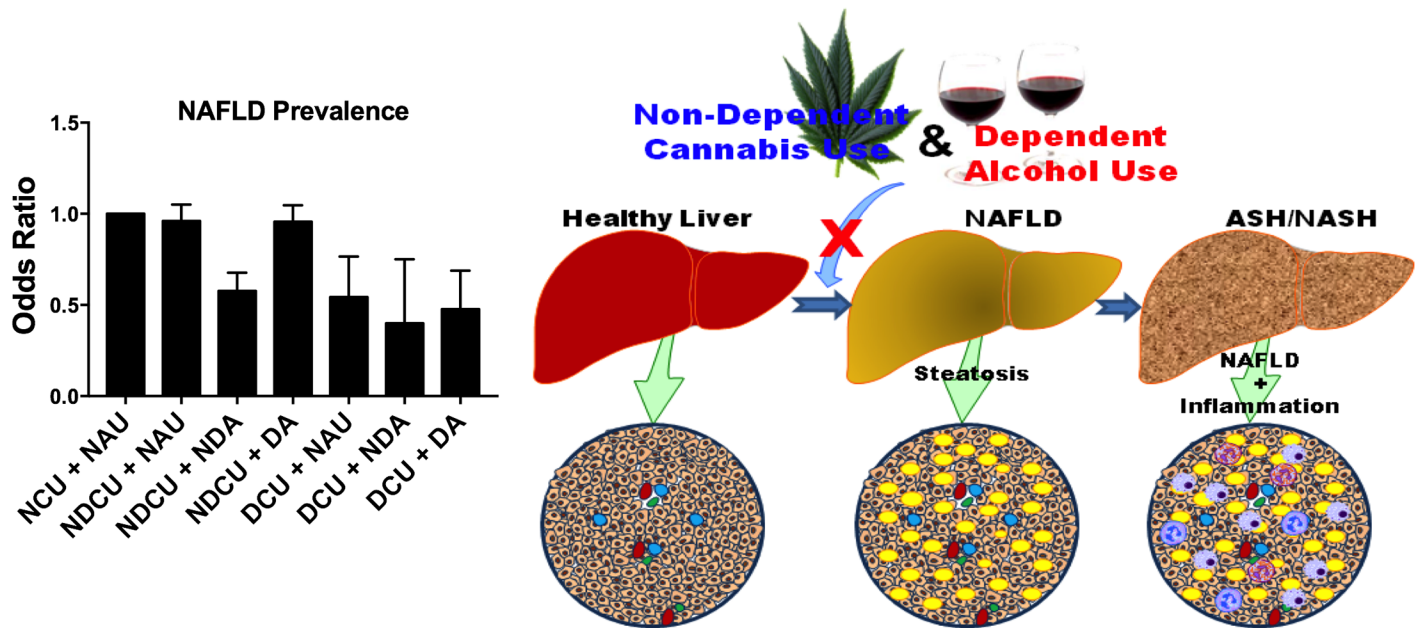 NAFLD Prevalence
Odds Ratio
1.5
1.0
0.5
0.0
NCU + NAU
NDCU + NAU
NDCU + NDA
NDCU + DA
DCU + NAU
DCU + NDA
DCU + DA
Non-Dependent
Cannabis Use
&
Dependent
Alcohol Use
X
Healthy Liver
NAFLD
ASH/NASH
Steatosis
NAFLD
+
Inflammation